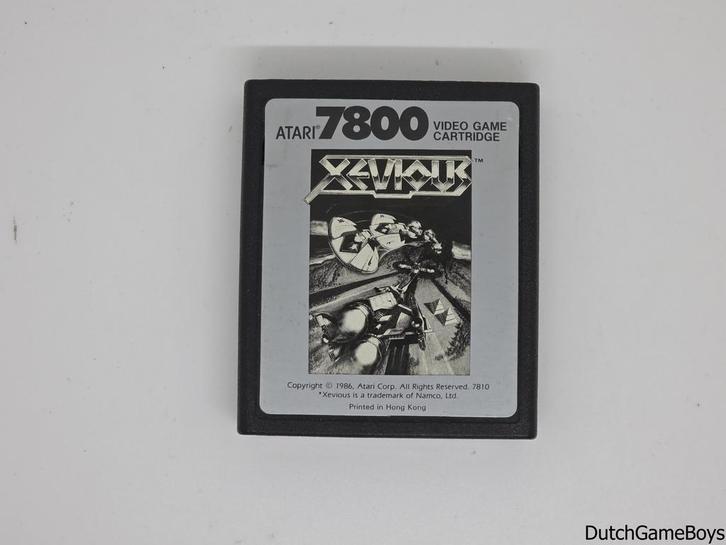 ATARI® 7800 VIDEO GAME
CARTRIDGE
XEVIOUS™
Copyright © 1986, Atari Corp. All Rights Reserved. 7810
*Xevious is a trademark of Namco, Ltd.
Printed in Hong Kong
DutchGameBoys